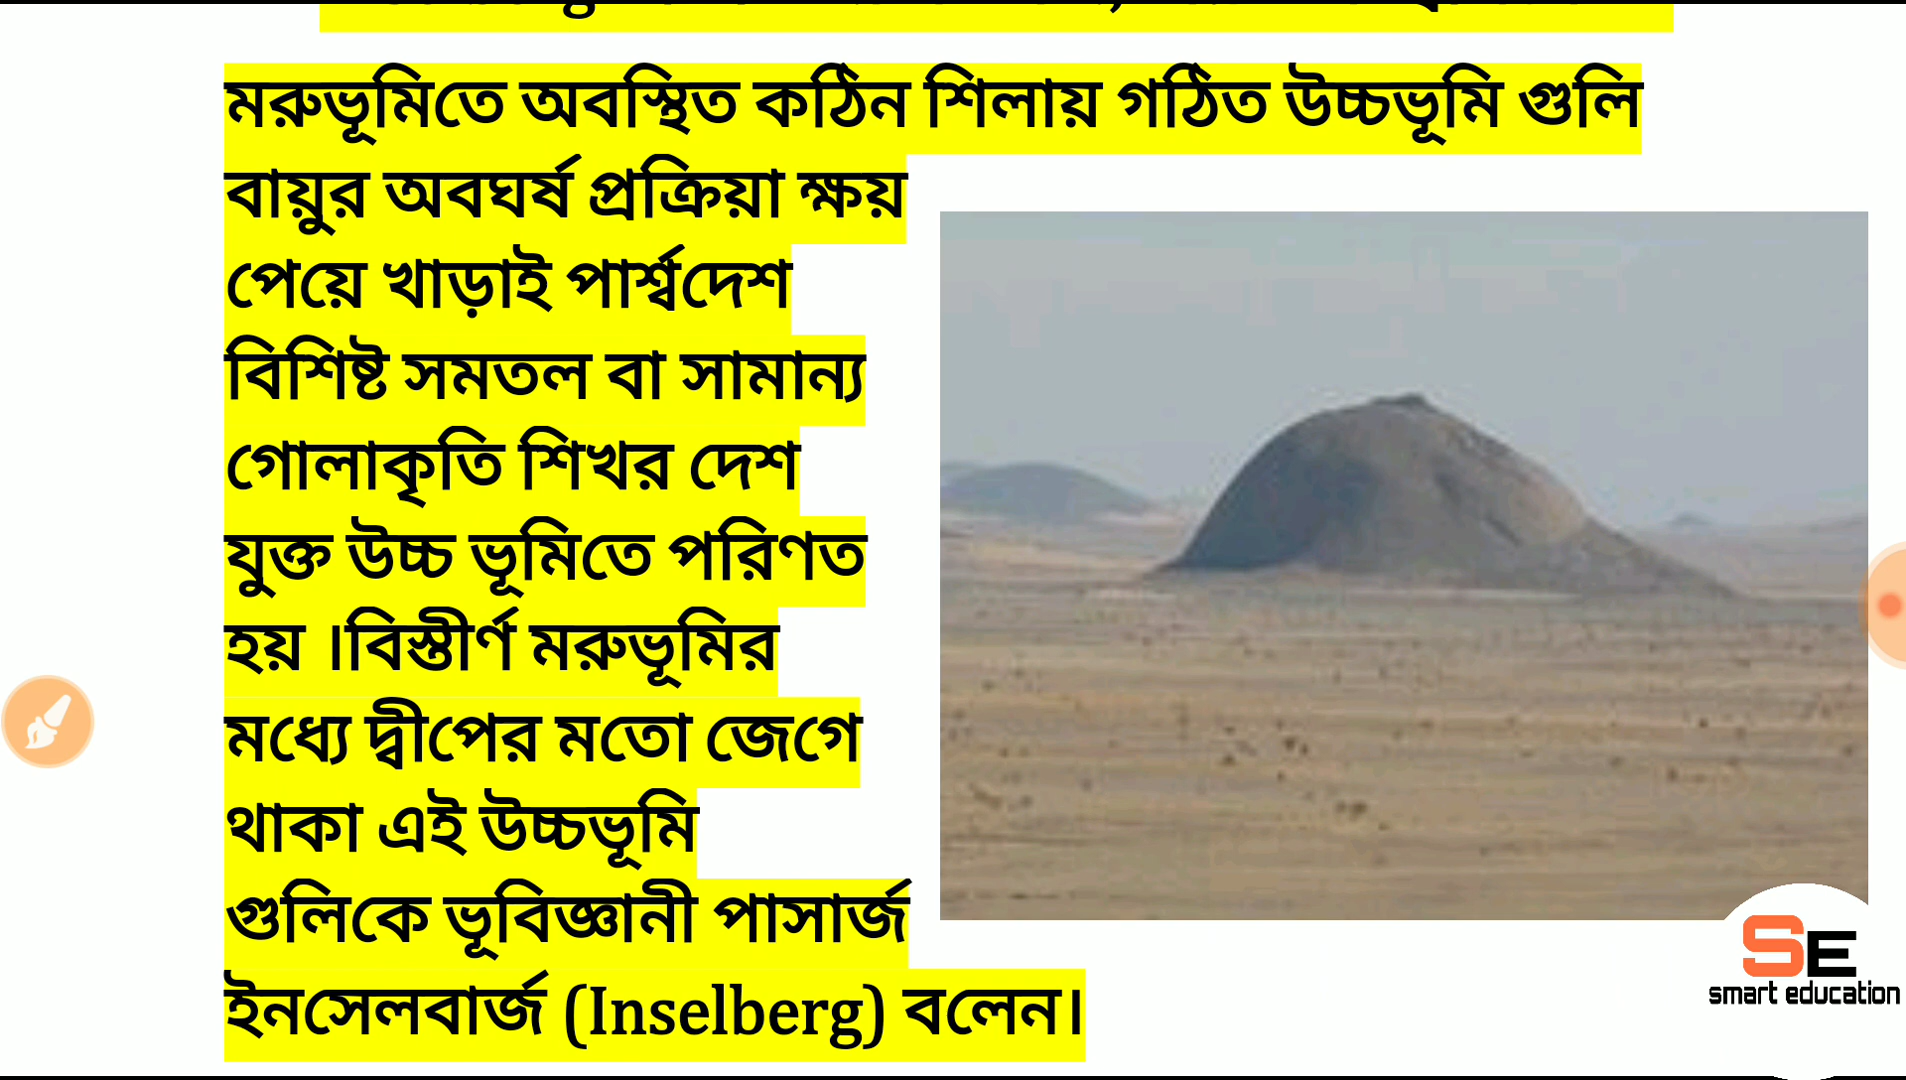 মরুভূমিতে অবস্থিত কঠিন শিলায় গঠিত উচ্চভূমি গুলি
বায়ুর অবঘর্ষ প্রক্রিয়া ক্ষয়
পেয়ে খাড়াই পার্শ্বদেশ
বিশিষ্ট সমতল বা সামান্য
গোলাকৃতি শিখর দেশ
যুক্ত উচ্চ ভূমিতে পরিণত
হয় ।বিস্তীর্ণ মরুভূমির
মধ্যে দ্বীপের মতো জেগে
থাকা এই উচ্চভূমি
গুলিকে ভূবিজ্ঞানী পাসার্জ
ইনসেলবার্জ (Inselberg) বলেন।
SE
smart education